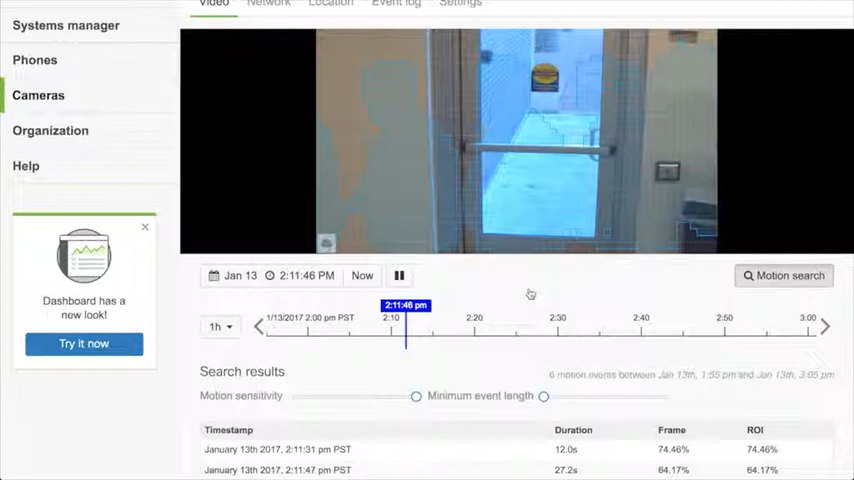 Video Network Location Event log Settings
Systems manager
Phones
Cameras
Organization
Help
Dashboard has a
new look!
Try it now
Jan 13 2:11:46 PM Now Motion search
2:11:46 pm
1h 1/13/2017 2:00 PM PST 2:10 2:20 2:30 2:40 2:50 3:00
Search results
6 motion events between Jan 13th, 1:55 pm and Jan 13th, 3:05 pm
Motion sensitivity Minimum event length
Timestamp Duration Frame ROI
January 13th 2017, 2:11:31 pm PST 12.0s 74.46% 74.46%
January 13th 2017, 2:11:47 pm PST 27.2s 64.17% 64.17%